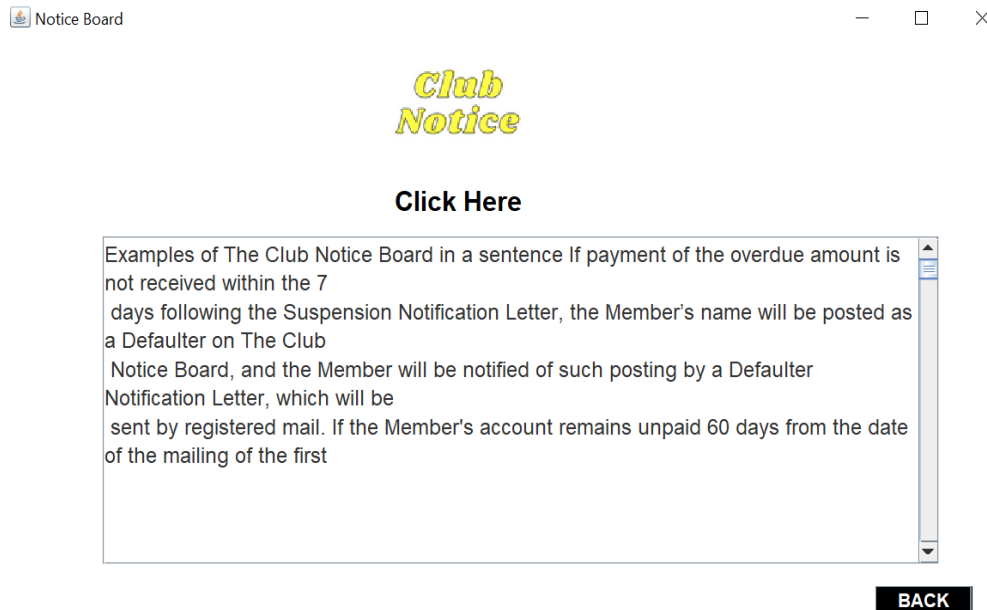 Notice Board
Club
Notice
Click Here
Examples of The Club Notice Board in a sentence If payment of the overdue amount is
not received within the 7
days following the Suspension Notification Letter, the Member’s name will be posted as
a Defaulter on The Club
Notice Board, and the Member will be notified of such posting by a Defaulter
Notification Letter, which will be
sent by registered mail. If the Member's account remains unpaid 60 days from the date
of the mailing of the first
BACK